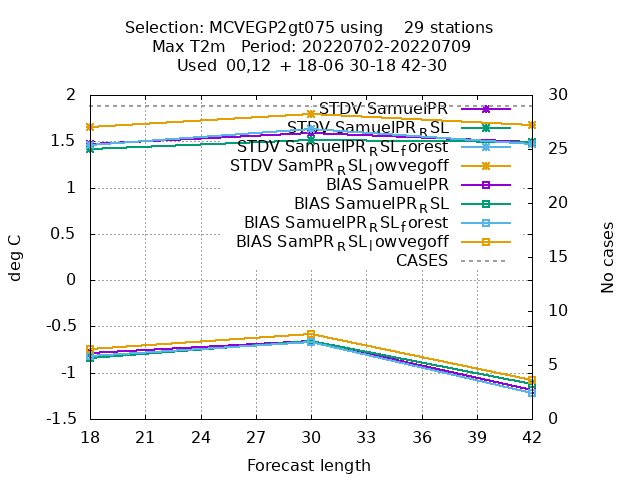 Selection: MCVEGP2gt075 using 29 stations
Max T2m Period: 20220702-20220709
Used 00,12 + 18-06 30-18 42-30
2
1.5
1
0.5
0
-0.5
-1
-1.5
deg C
30
25
20
15
10
5
0
No cases
STDV SamuelPR
STDV SamuelPR_RSL
STDV SamuelPR_RSL_forest
STDV SamPR_RSL_lowvegoff
BIAS SamuelPR
BIAS SamuelPR_RSL
BIAS SamuelPR_RSL_forest
BIAS SamPR_RSL_lowvegoff
CASES
18 21 24 27 30 33 36 39 42
Forecast length